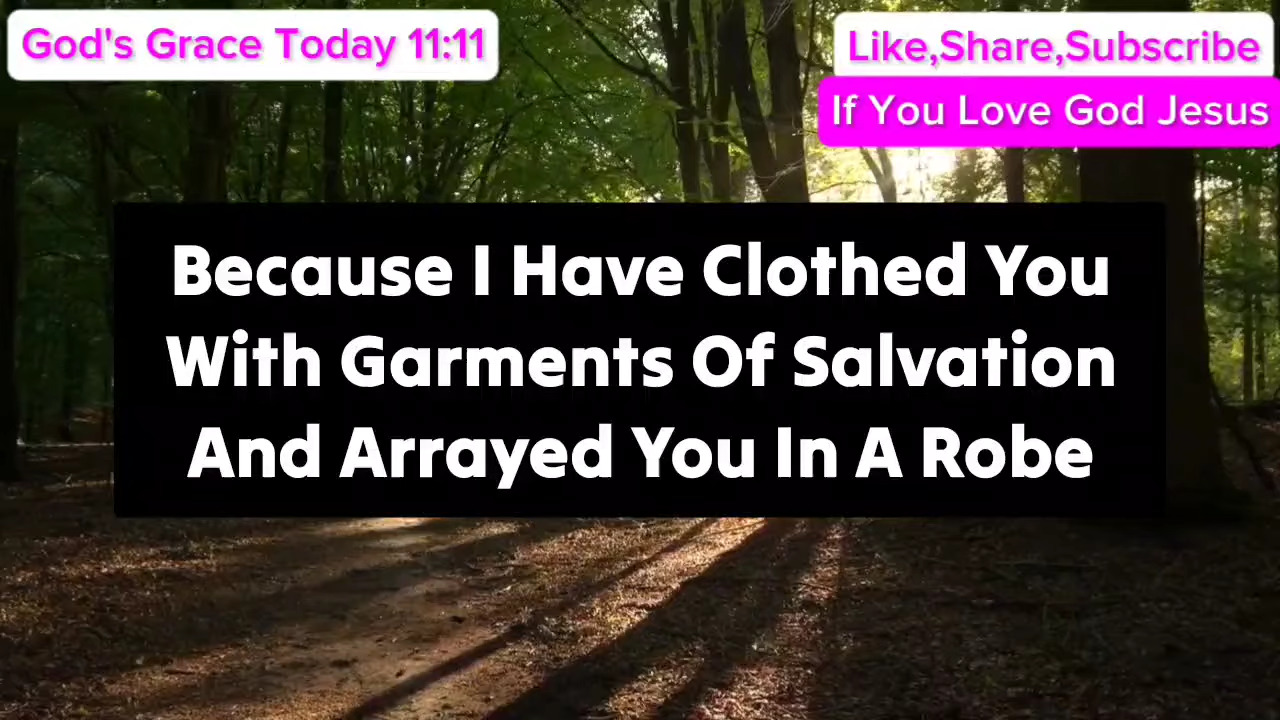 God's Grace Today 11:11
Like,Share,Subscribe
If You Love God Jesus
Because I Have Clothed You
With Garments Of Salvation
And Arrayed You In A Robe